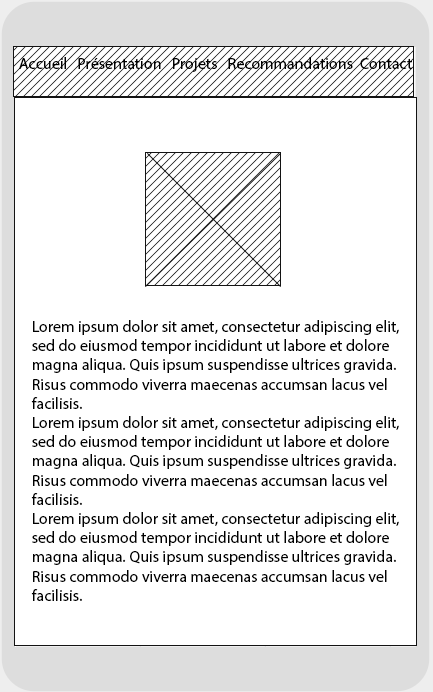 Accueil Présentation Projets Recommandations Contact
Lorem ipsum dolor sit amet, consectetur adipiscing elit,
sed do eiusmod tempor incididunt ut labore et dolore
magna aliqua. Quis ipsum suspendisse ultrices gravida.
Risus commodo viverra maecenas accumsan lacus vel
facilisis.
Lorem ipsum dolor sit amet, consectetur adipiscing elit,
sed do eiusmod tempor incididunt ut labore et dolore
magna aliqua. Quis ipsum suspendisse ultrices gravida.
Risus commodo viverra maecenas accumsan lacus vel
facilisis.
Lorem ipsum dolor sit amet, consectetur adipiscing elit,
sed do eiusmod tempor incididunt ut labore et dolore
magna aliqua. Quis ipsum suspendisse ultrices gravida.
Risus commodo viverra maecenas accumsan lacus vel
facilisis.